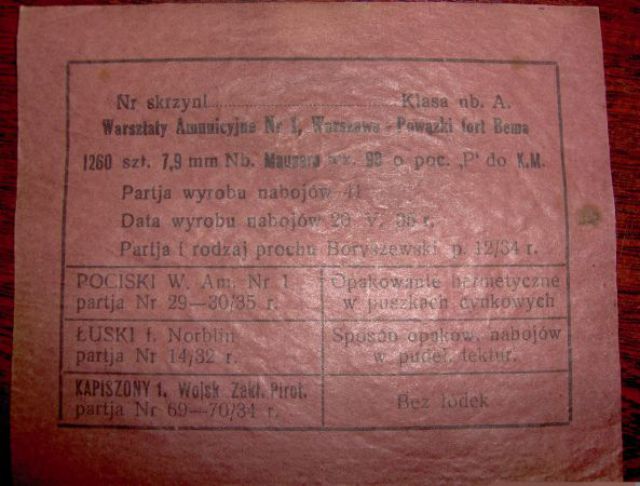 Nr skrzyni........................... Klasa nb. A.
Warsztaty Amunicyjne Nr 1, Warszawa - Powązki fort Bema
1260 szt. 7,9 mm Nb. Mausera wz. 98 o poc. „P" do K.M.
Partja wyrobu nabojów 41
Data wyrobu nabojów 20 V. 35 r.
Partja i rodzaj prochu Boryszewski p. 12/34 r.
POCISKI W. Am. Nr 1
partja Nr 29—30/35 r.
Opakowanie hermetyczne
w puszkach cynkowych
ŁUSKI f. Norblin
partja Nr 14/32 r.
Sposób opakow. nabojów
w pudeł. tektur.
KAPISZONY f. Wojsk. Zakł. Pirot.
partja Nr 69—70/34 r.
Bez łódek